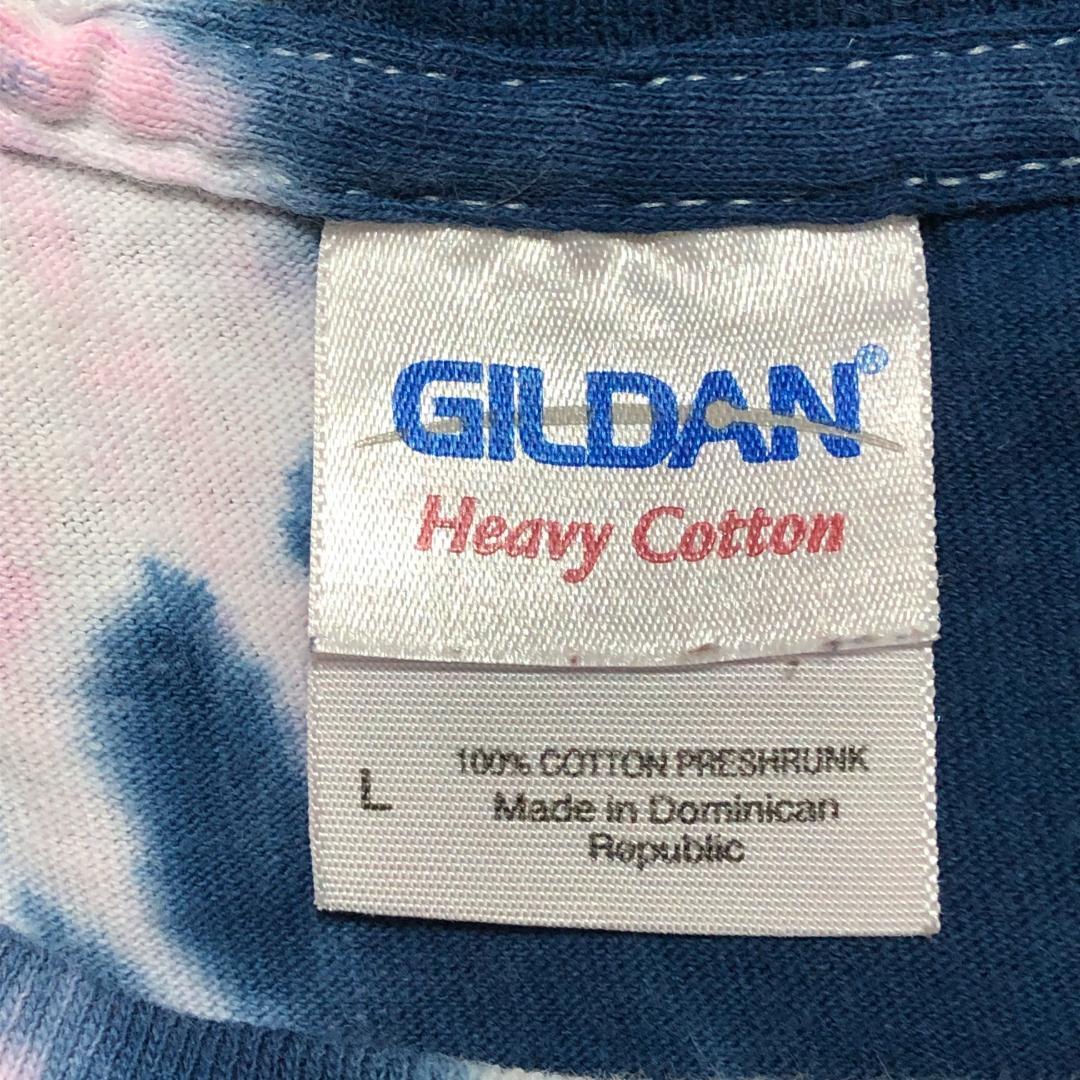 GILDAN®
Heavy Cotton
L
100% COTTON PRESHRUNK
Made in Dominican
Republic